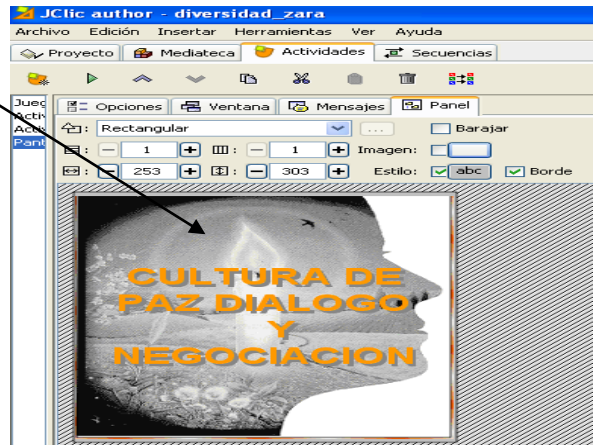 JClic author - diversidad_zara
Archivo Edición Insertar Herramientas Ver Ayuda
Proyecto Mediateca Actividades Secuencias
Opciones Ventana Mensajes Panel
Rectangular ... Barajar
: 1 : 1 Imagen:
: 253 : 303 Estilo: abc Borde
CULTURA DE
PAZ DIALOGO
Y
NEGOCIACION